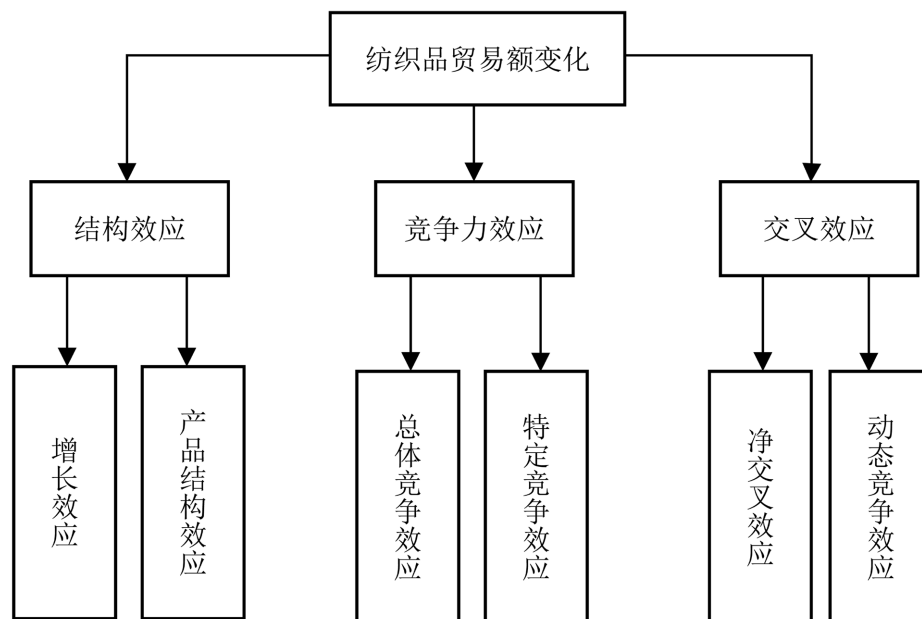 纺织品贸易额变化
结构效应
竞争力效应
交叉效应
增长效应
产品结构效应
总体竞争效应
特定竞争效应
净交叉效应
动态竞争效应